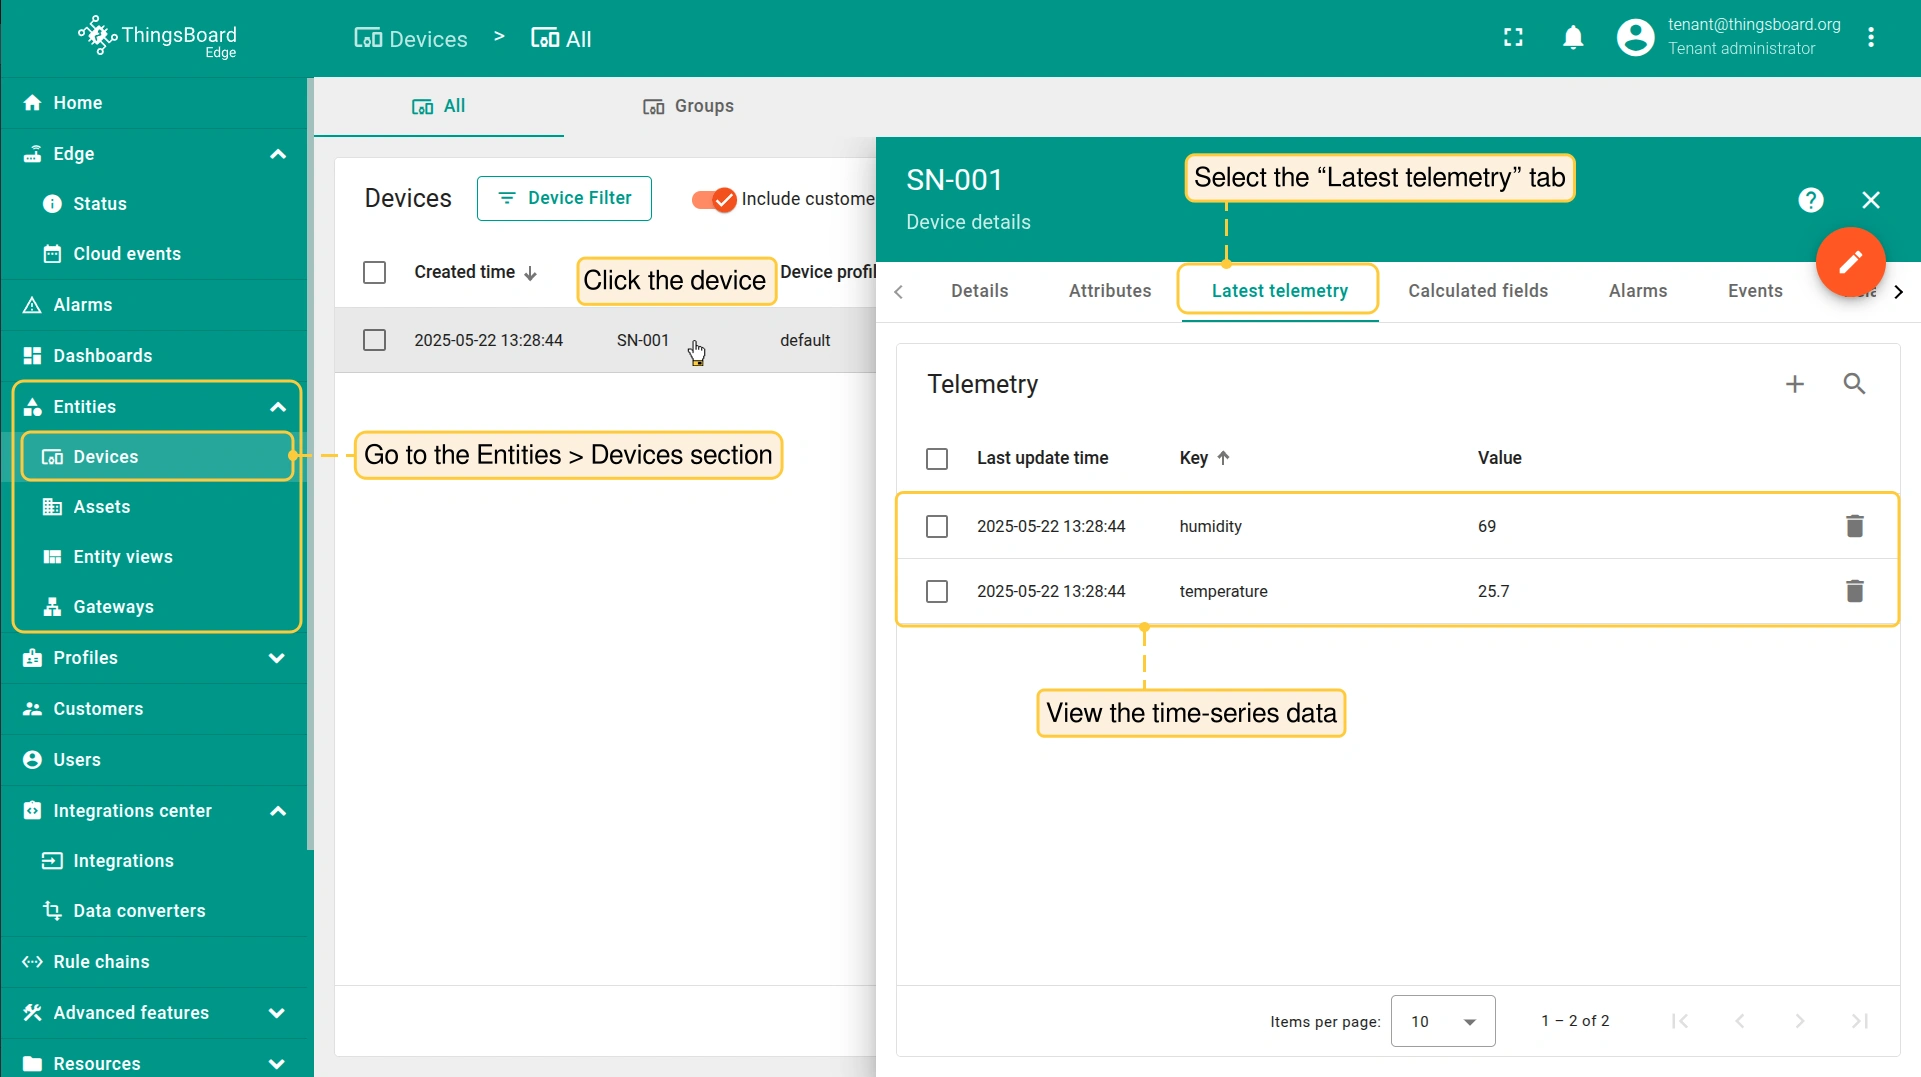 ThingsBoard
Edge
Devices > All
tenant@thingsboard.org
Tenant administrator
Home
Edge
Status
Cloud events
Alarms
Dashboards
Entities
Devices
Assets
Entity views
Gateways
Profiles
Customers
Users
Integrations center
Integrations
Data converters
Rule chains
Advanced features
Resources
All
Groups
Devices
Device Filter
Include custome
Created time
Click the device
Device profil
2025-05-22 13:28:44 SN-001 default
Go to the Entities > Devices section
SN-001
Device details
Select the “Latest telemetry” tab
Details
Attributes
Latest telemetry
Calculated fields
Alarms
Events
Telemetry
Last update time Key Value
2025-05-22 13:28:44 humidity 69
2025-05-22 13:28:44 temperature 25.7
View the time-series data
Items per page: 10 1 – 2 of 2